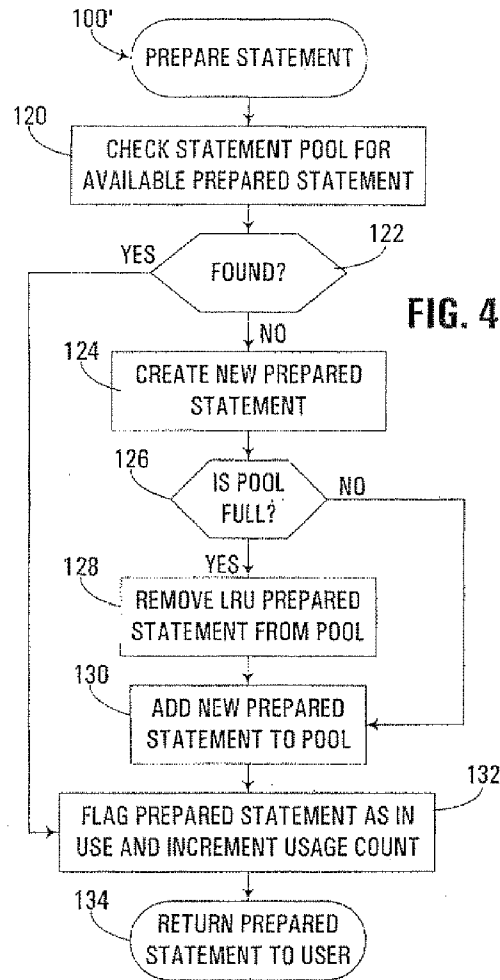 100'
PREPARE STATEMENT
120
CHECK STATEMENT POOL FOR
AVAILABLE PREPARED STATEMENT
122
YES
FOUND?
FIG. 4
NO
124
CREATE NEW PREPARED
STATEMENT
126
IS POOL
FULL?
NO
YES
128
REMOVE LRU PREPARED
STATEMENT FROM POOL
130
ADD NEW PREPARED
STATEMENT TO POOL
132
FLAG PREPARED STATEMENT AS IN
USE AND INCREMENT USAGE COUNT
134
RETURN PREPARED
STATEMENT TO USER